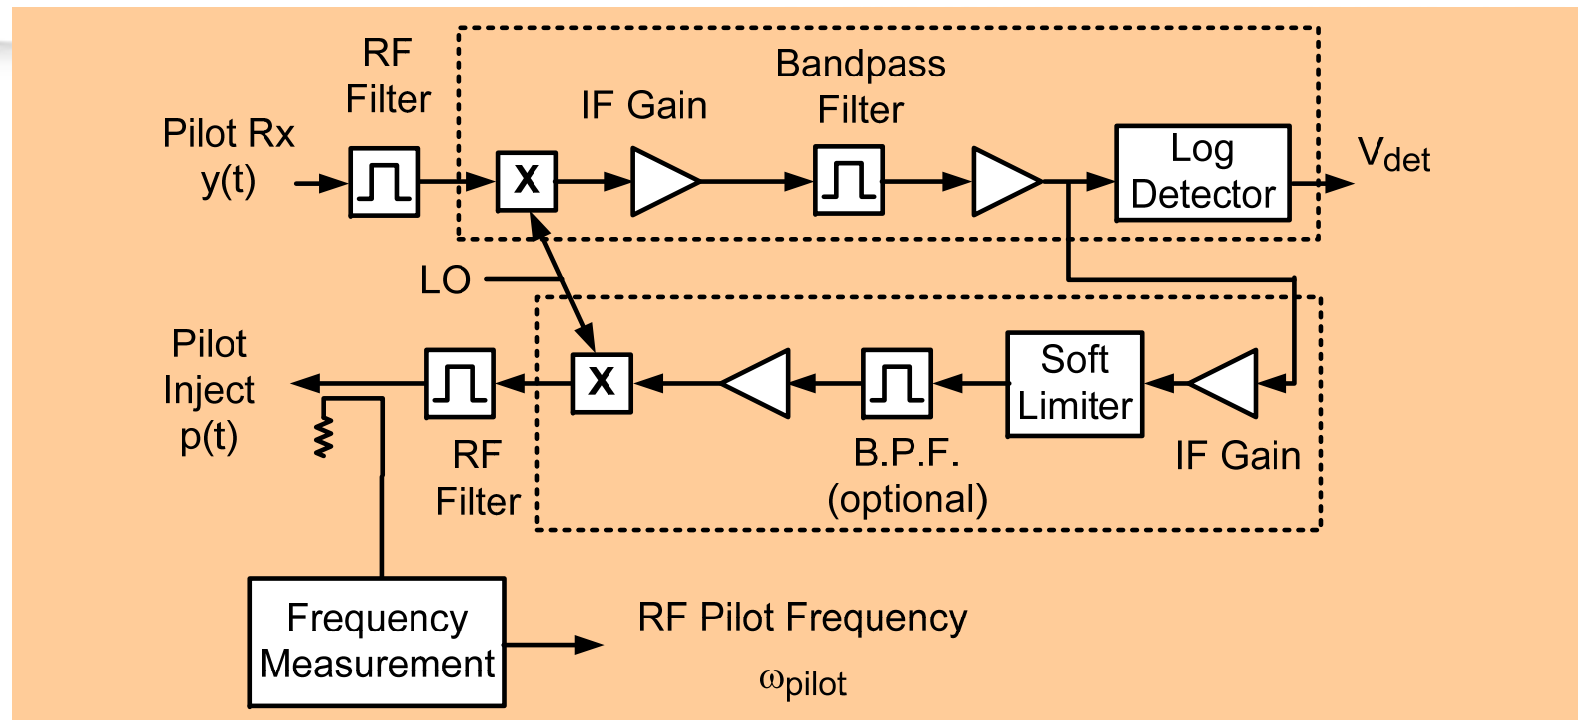 RF
Filter
Bandpass
Filter
IF Gain
Pilot Rx
y(t)
X
Log
Detector
Vdet
LO
Pilot
Inject
p(t)
X
Soft
Limiter
RF
Filter
B.P.F.
(optional)
IF Gain
Frequency
Measurement
RF Pilot Frequency
ωpilot